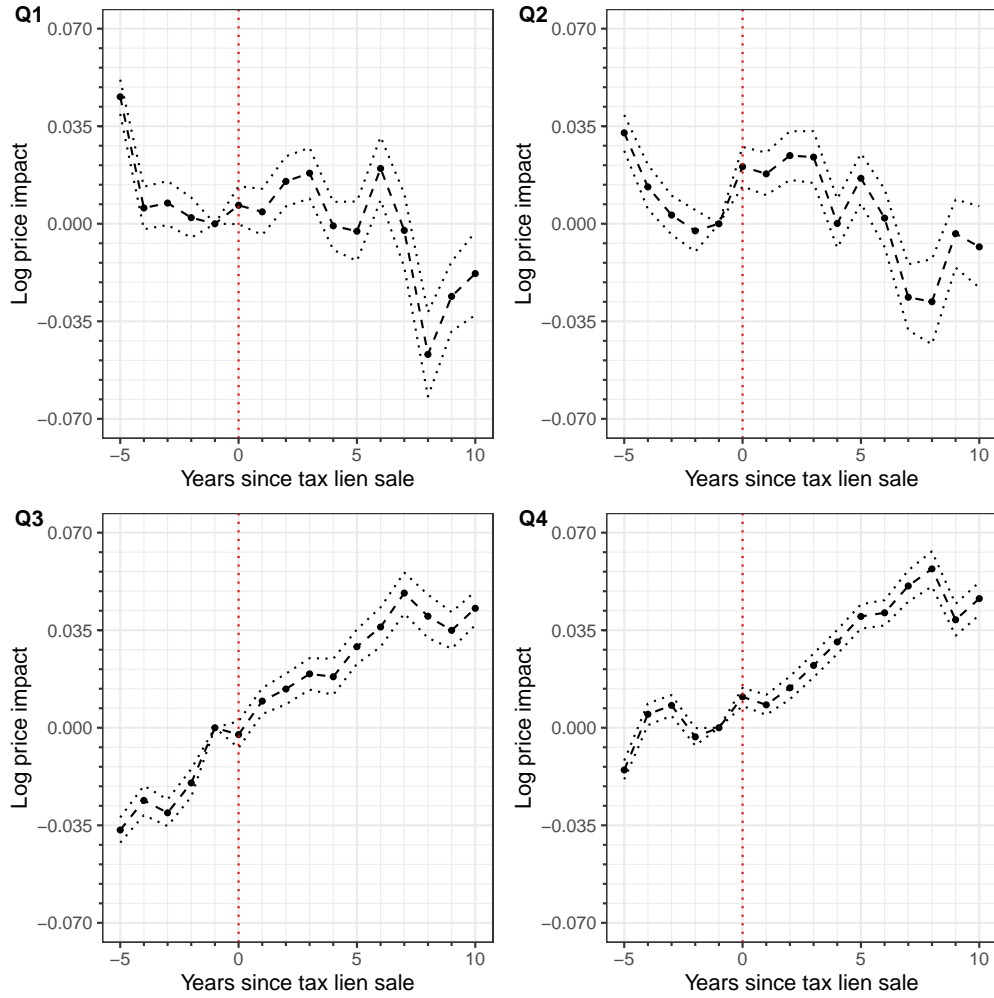 Q1
0.070
0.035
0.000
−0.035
−0.070
Log price impact
−5 0 5 10
Years since tax lien sale
Q2
0.070
0.035
0.000
−0.035
−0.070
Log price impact
−5 0 5 10
Years since tax lien sale
Q3
0.070
0.035
0.000
−0.035
−0.070
Log price impact
−5 0 5 10
Years since tax lien sale
Q4
0.070
0.035
0.000
−0.035
−0.070
Log price impact
−5 0 5 10
Years since tax lien sale